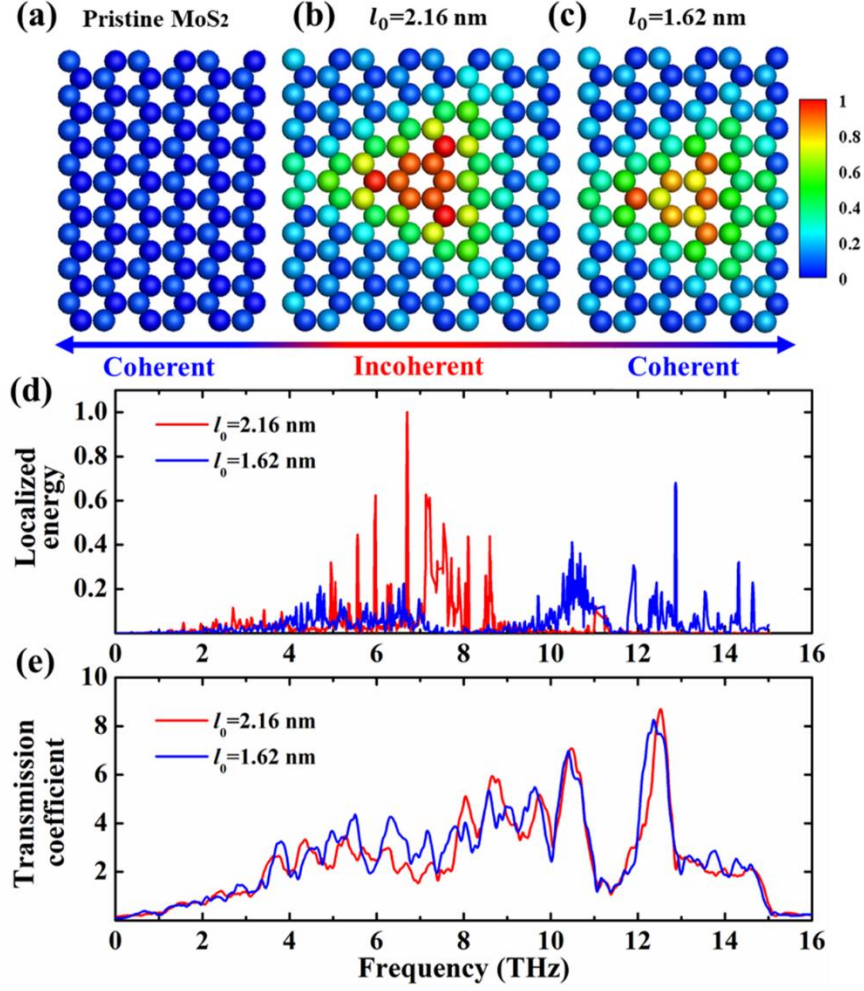 (a) Pristine MoS2
(b) l₀=2.16 nm
(c) l₀=1.62 nm
1
0.8
0.6
0.4
0.2
0
Coherent Incoherent Coherent
(d)
Localized
energy
1.0
0.8
0.6
0.4
0.2
l₀=2.16 nm
l₀=1.62 nm
0 2 4 6 8 10 12 14 16
(e)
Transmission
coefficient
10
8
6
4
2
l₀=2.16 nm
l₀=1.62 nm
0 2 4 6 8 10 12 14 16
Frequency (THz)